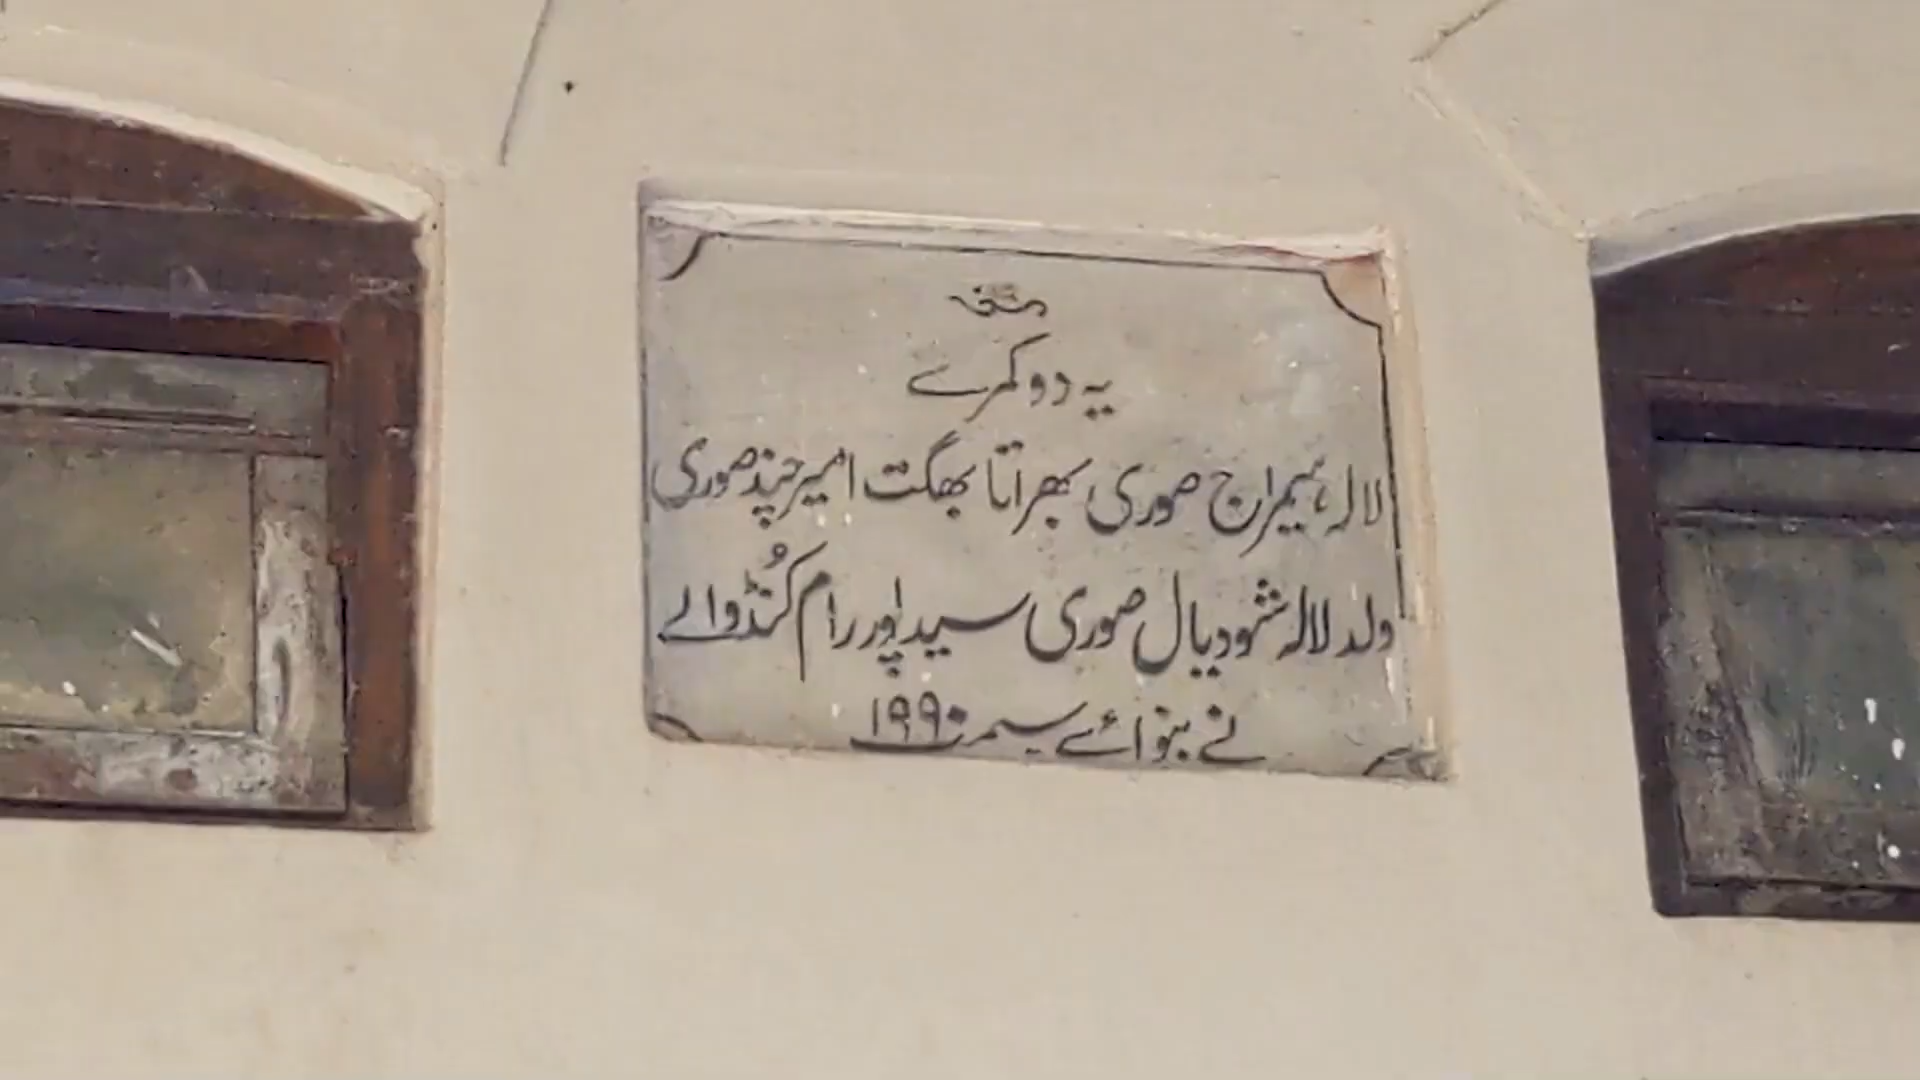 یہ دو کمرے
لالہ ہیمراج صوری بھراتا بھگت امیر چند صوری
ولد لالہ شودیال صوری سید پور رام کُنڈ والے
نے بنوائے سمت ۱۹۹۰